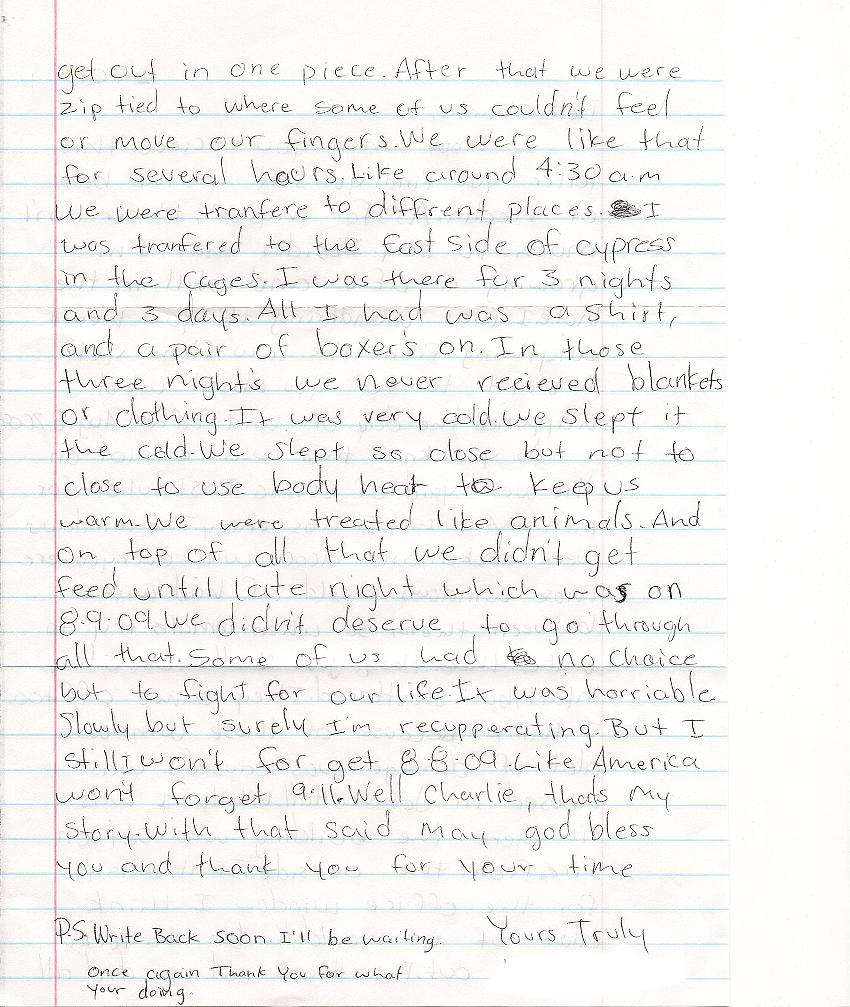 get out in one piece. After that we were
zip tied to where some of us couldn't feel
or move our fingers. We were like that
for several hours. Like around 4:30 a.m
We were tranfere to diffrent places. I
was tranfered to the East side of cypress
in the cages. I was there for 3 nights
and 3 days. All I had was a shirt,
and a pair of boxer's on. In those
three night's we never recieved blankets
or clothing. It was very cold. We slept it
the cold. We slept so close but not to
close to use body heat to keep us
warm. We were treated like animals. And
on top of all that we didn't get
feed until late night which was on
8.9.09. We didn't deserve to go through
all that. Some of us had no choice
but to fight for our life. It was horriable.
Slowly but surely I'm recupperating. But I
still I won't for get 8.8.09. Like America
won't forget 9.11. Well Charlie, thats my
story. With that said may god bless
you and thank you for your time
P.S. Write Back soon. I'll be waiting. Yours Truly
Once again Thank You for what
your doing.